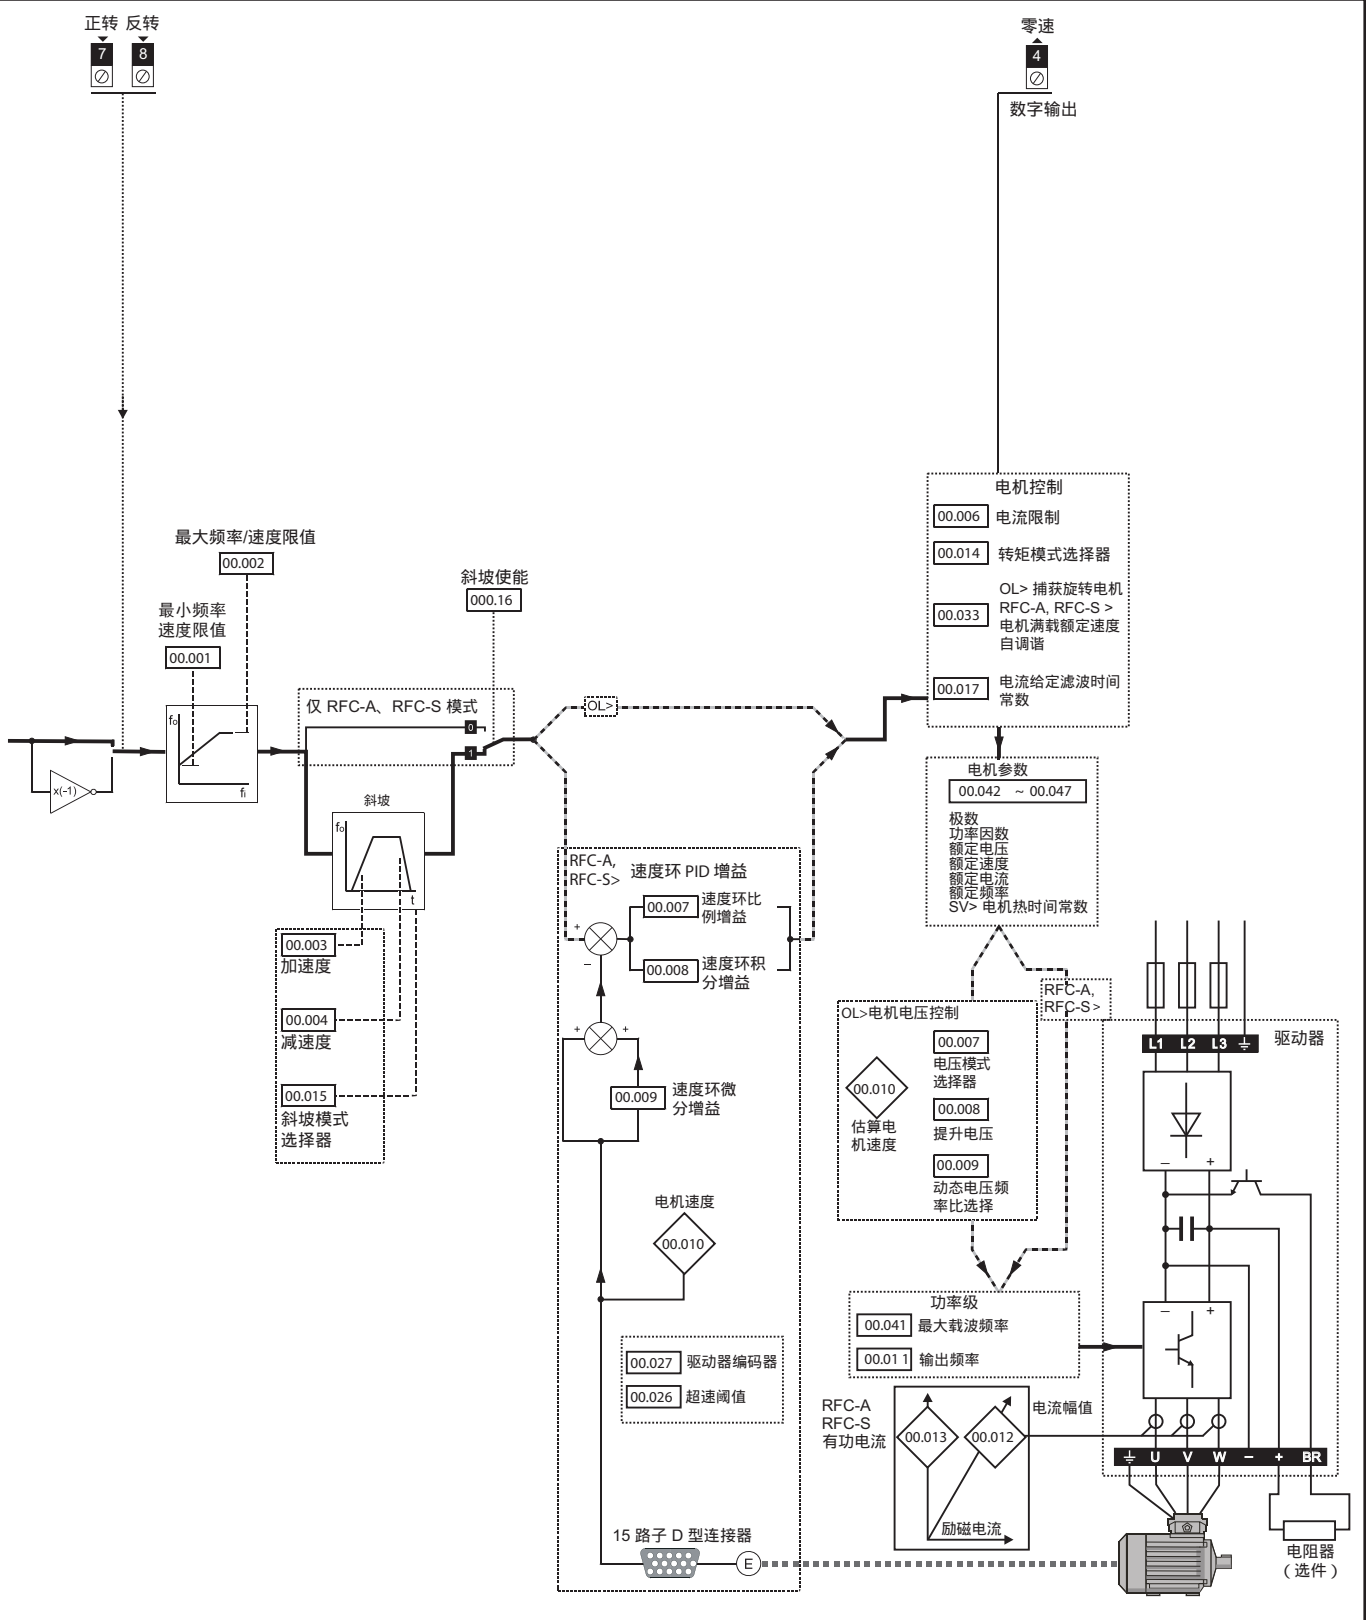 正转 反转
7 8
零速
4
数字输出
最大频率/速度限值
00.002
最小频率
速度限值
00.001
fo
fi
x(-1)
斜坡使能
000.16
仅 RFC-A、RFC-S 模式
0
1
斜坡
fo
t
00.003
加速度
00.004
减速度
00.015
斜坡模式
选择器
OL>
RFC-A,
RFC-S>
速度环 PID 增益
00.007
速度环比
例增益
00.008
速度环积
分增益
+
–
+ +
00.009
速度环微
分增益
电机速度
00.010
00.027 驱动器编码器
00.026 超速阈值
15 路子 D 型连接器
E
电机控制
00.006 电流限制
00.014 转矩模式选择器
00.033
OL> 捕获旋转电机
RFC-A, RFC-S >
电机满载额定速度
自调谐
00.017
电流给定滤波时间
常数
电机参数
00.042 ~ 00.047
极数
功率因数
额定电压
额定速度
额定电流
额定频率
SV> 电机热时间常数
RFC-A,
RFC-S>
OL>电机电压控制
00.007
电压模式
选择器
00.010
估算电
机速度
00.008
提升电压
00.009
动态电压频
率比选择
功率级
00.041 最大载波频率
00.01 1 输出频率
RFC-A
RFC-S
有功电流
00.013
00.012
电流幅值
励磁电流
驱动器
L1 L2 L3
– +
– +
U V W – + BR
电阻器
（选件）